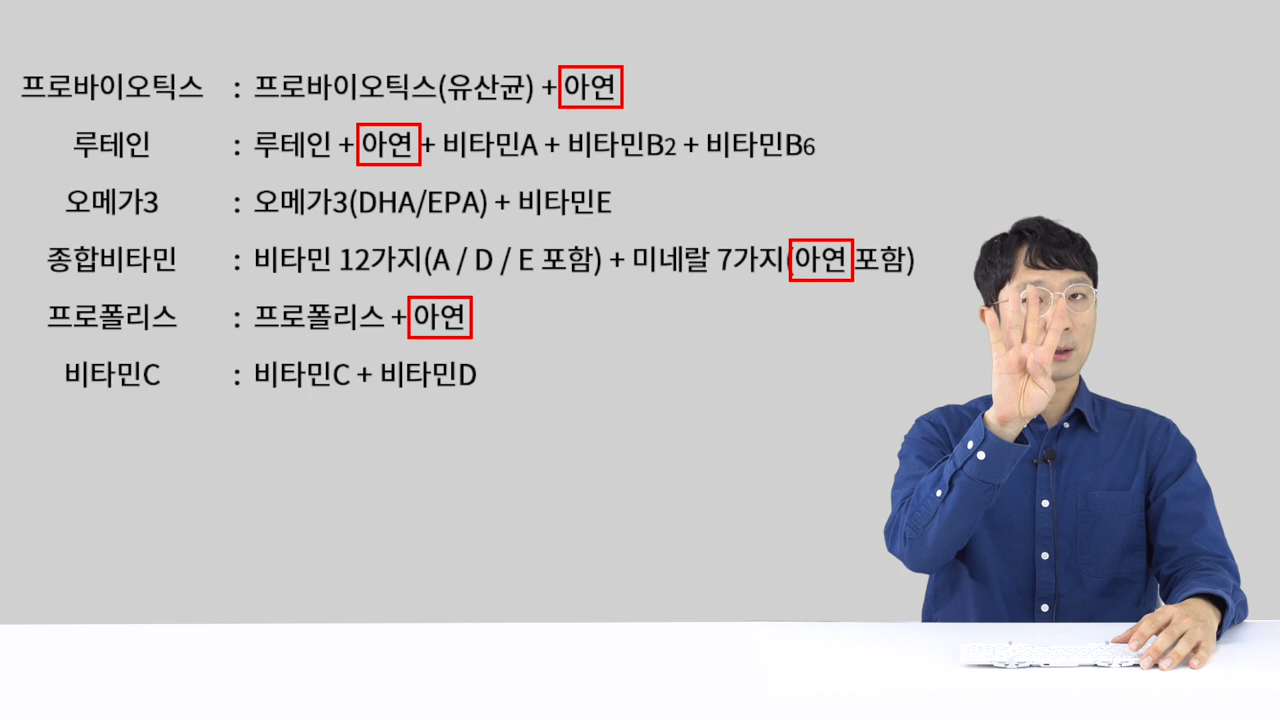 프로바이오틱스 : 프로바이오틱스(유산균) + 아연
루테인 : 루테인 + 아연 + 비타민A + 비타민B2 + 비타민B6
오메가3 : 오메가3(DHA/EPA) + 비타민E
종합비타민 : 비타민 12가지(A / D / E 포함) + 미네랄 7가지(아연 포함)
프로폴리스 : 프로폴리스 + 아연
비타민C : 비타민C + 비타민D